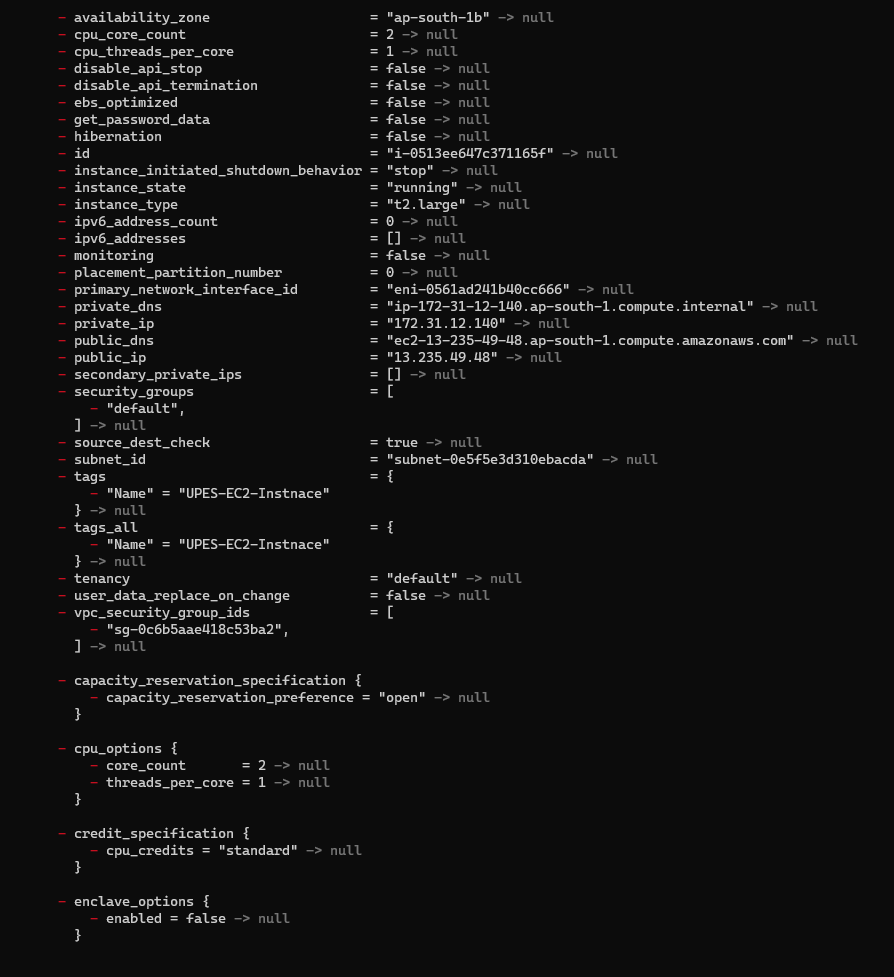 - availability_zone                    = "ap-south-1b" -> null
- cpu_core_count                       = 2 -> null
- cpu_threads_per_core                 = 1 -> null
- disable_api_stop                     = false -> null
- disable_api_termination              = false -> null
- ebs_optimized                        = false -> null
- get_password_data                    = false -> null
- hibernation                          = false -> null
- id                                   = "i-0513ee647c371165f" -> null
- instance_initiated_shutdown_behavior = "stop" -> null
- instance_state                       = "running" -> null
- instance_type                        = "t2.large" -> null
- ipv6_address_count                   = 0 -> null
- ipv6_addresses                       = [] -> null
- monitoring                           = false -> null
- placement_partition_number           = 0 -> null
- primary_network_interface_id         = "eni-0561ad241b40cc666" -> null
- private_dns                          = "ip-172-31-12-140.ap-south-1.compute.internal" -> null
- private_ip                           = "172.31.12.140" -> null
- public_dns                           = "ec2-13-235-49-48.ap-south-1.compute.amazonaws.com" -> null
- public_ip                            = "13.235.49.48" -> null
- secondary_private_ips                = [] -> null
- security_groups                      = [
    - "default",
  ] -> null
- source_dest_check                    = true -> null
- subnet_id                            = "subnet-0e5f5e3d310ebacda" -> null
- tags                                 = {
    - "Name" = "UPES-EC2-Instnace"
  } -> null
- tags_all                             = {
    - "Name" = "UPES-EC2-Instnace"
  } -> null
- tenancy                              = "default" -> null
- user_data_replace_on_change          = false -> null
- vpc_security_group_ids               = [
    - "sg-0c6b5aae418c53ba2",
  ] -> null

- capacity_reservation_specification {
    - capacity_reservation_preference = "open" -> null
  }

- cpu_options {
    - core_count       = 2 -> null
    - threads_per_core = 1 -> null
  }

- credit_specification {
    - cpu_credits = "standard" -> null
  }

- enclave_options {
    - enabled = false -> null
  }